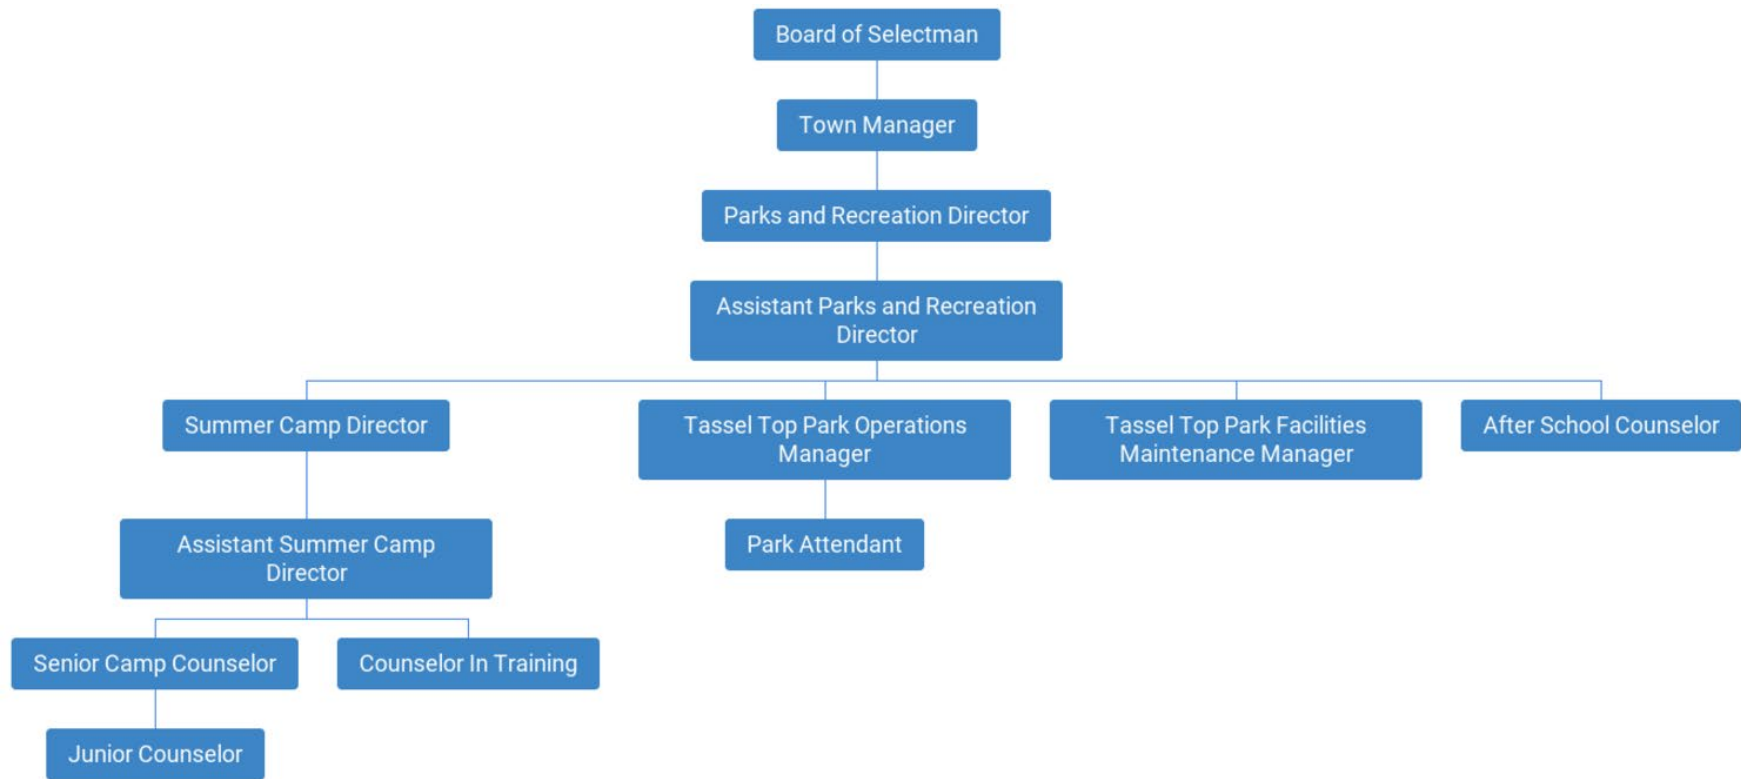 Board of Selectman
Town Manager
Parks and Recreation Director
Assistant Parks and Recreation
Director
Summer Camp Director
Tassel Top Park Operations
Manager
Tassel Top Park Facilities
Maintenance Manager
After School Counselor
Assistant Summer Camp
Director
Park Attendant
Senior Camp Counselor
Counselor In Training
Junior Counselor